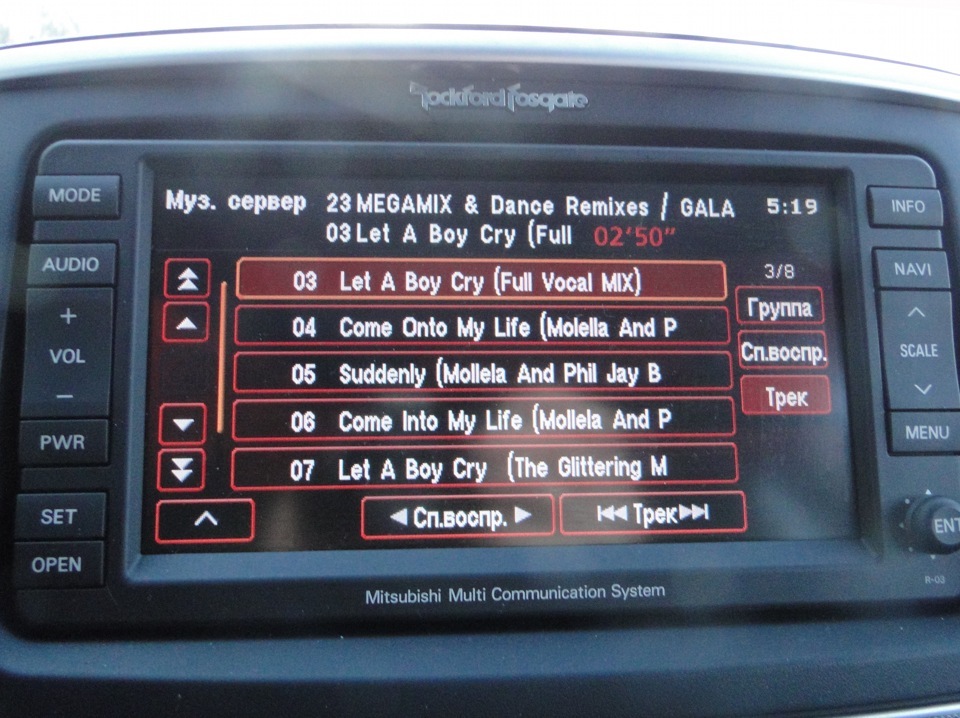 Rockford Fosgate
MODE
INFO
Муз. сервер 23 MEGAMIX & Dance Remixes / GALA 5:19
03 Let A Boy Cry (Full 02'50"
AUDIO
NAVI
03 Let A Boy Cry (Full Vocal MIX)
3/8
Группа
+
VOL
−
04 Come Onto My Life (Molella And P
Сп.воспр.
SCALE
05 Suddenly (Mollela And Phil Jay B
Трек
06 Come Into My Life (Mollela And P
PWR
MENU
07 Let A Boy Cry (The Glittering M
SET
Сп.воспр.
Трек
ENT
OPEN
R-03
Mitsubishi Multi Communication System